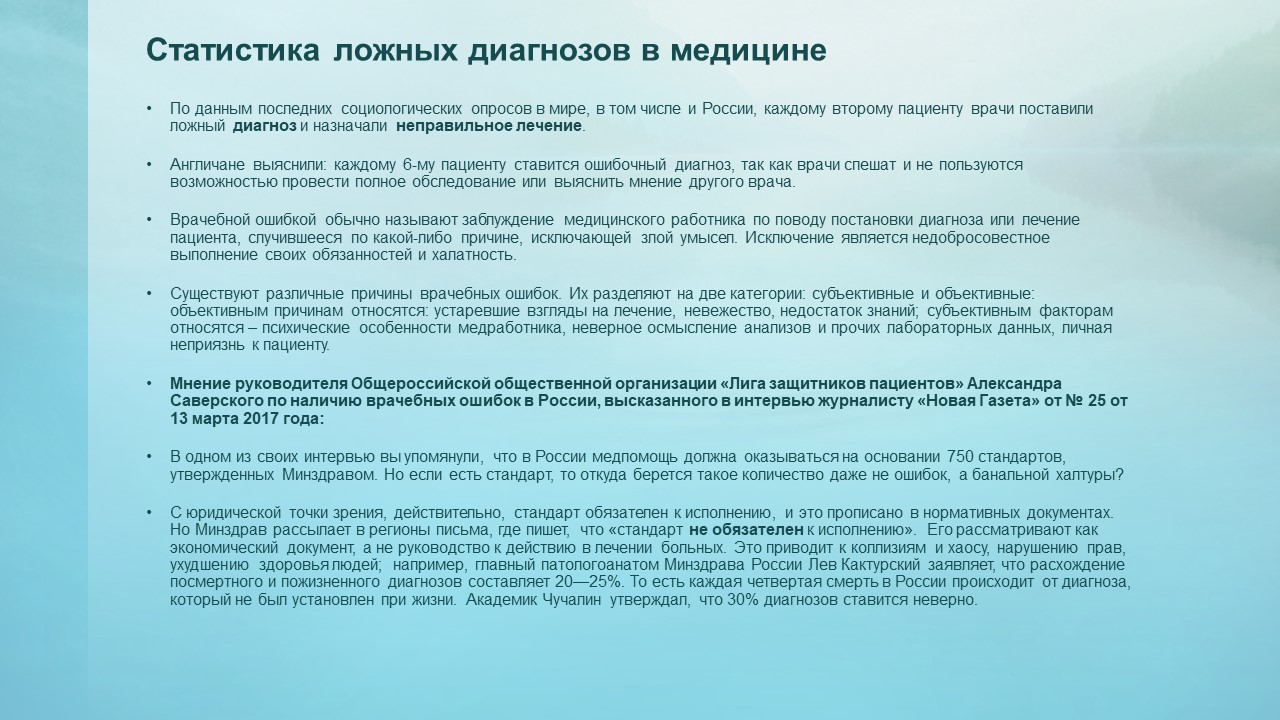 Статистика ложных диагнозов в медицине
• По данным последних социологических опросов в мире, в том числе и России, каждому второму пациенту врачи поставили
ложный диагноз и назначали неправильное лечение.
• Англичане выяснили: каждому 6-му пациенту ставится ошибочный диагноз, так как врачи спешат и не пользуются
возможностью провести полное обследование или выяснить мнение другого врача.
• Врачебной ошибкой обычно называют заблуждение медицинского работника по поводу постановки диагноза или лечение
пациента, случившееся по какой-либо причине, исключающей злой умысел. Исключение является недобросовестное
выполнение своих обязанностей и халатность.
• Существуют различные причины врачебных ошибок. Их разделяют на две категории: субъективные и объективные:
объективным причинам относятся: устаревшие взгляды на лечение, невежество, недостаток знаний; субъективным факторам
относятся – психические особенности медработника, неверное осмысление анализов и прочих лабораторных данных, личная
неприязнь к пациенту.
• Мнение руководителя Общероссийской общественной организации «Лига защитников пациентов» Александра
Саверского по наличию врачебных ошибок в России, высказанного в интервью журналисту «Новая Газета» от № 25 от
13 марта 2017 года:
• В одном из своих интервью вы упомянули, что в России медпомощь должна оказываться на основании 750 стандартов,
утвержденных Минздравом. Но если есть стандарт, то откуда берется такое количество даже не ошибок, а банальной халтуры?
• С юридической точки зрения, действительно, стандарт обязателен к исполнению, и это прописано в нормативных документах.
Но Минздрав рассылает в регионы письма, где пишет, что «стандарт не обязателен к исполнению». Его рассматривают как
экономический документ, а не руководство к действию в лечении больных. Это приводит к коллизиям и хаосу, нарушению прав,
ухудшению здоровья людей; например, главный патологоанатом Минздрава России Лев Кактурский заявляет, что расхождение
посмертного и пожизненного диагнозов составляет 20—25%. То есть каждая четвертая смерть в России происходит от диагноза,
который не был установлен при жизни. Академик Чучалин утверждал, что 30% диагнозов ставится неверно.